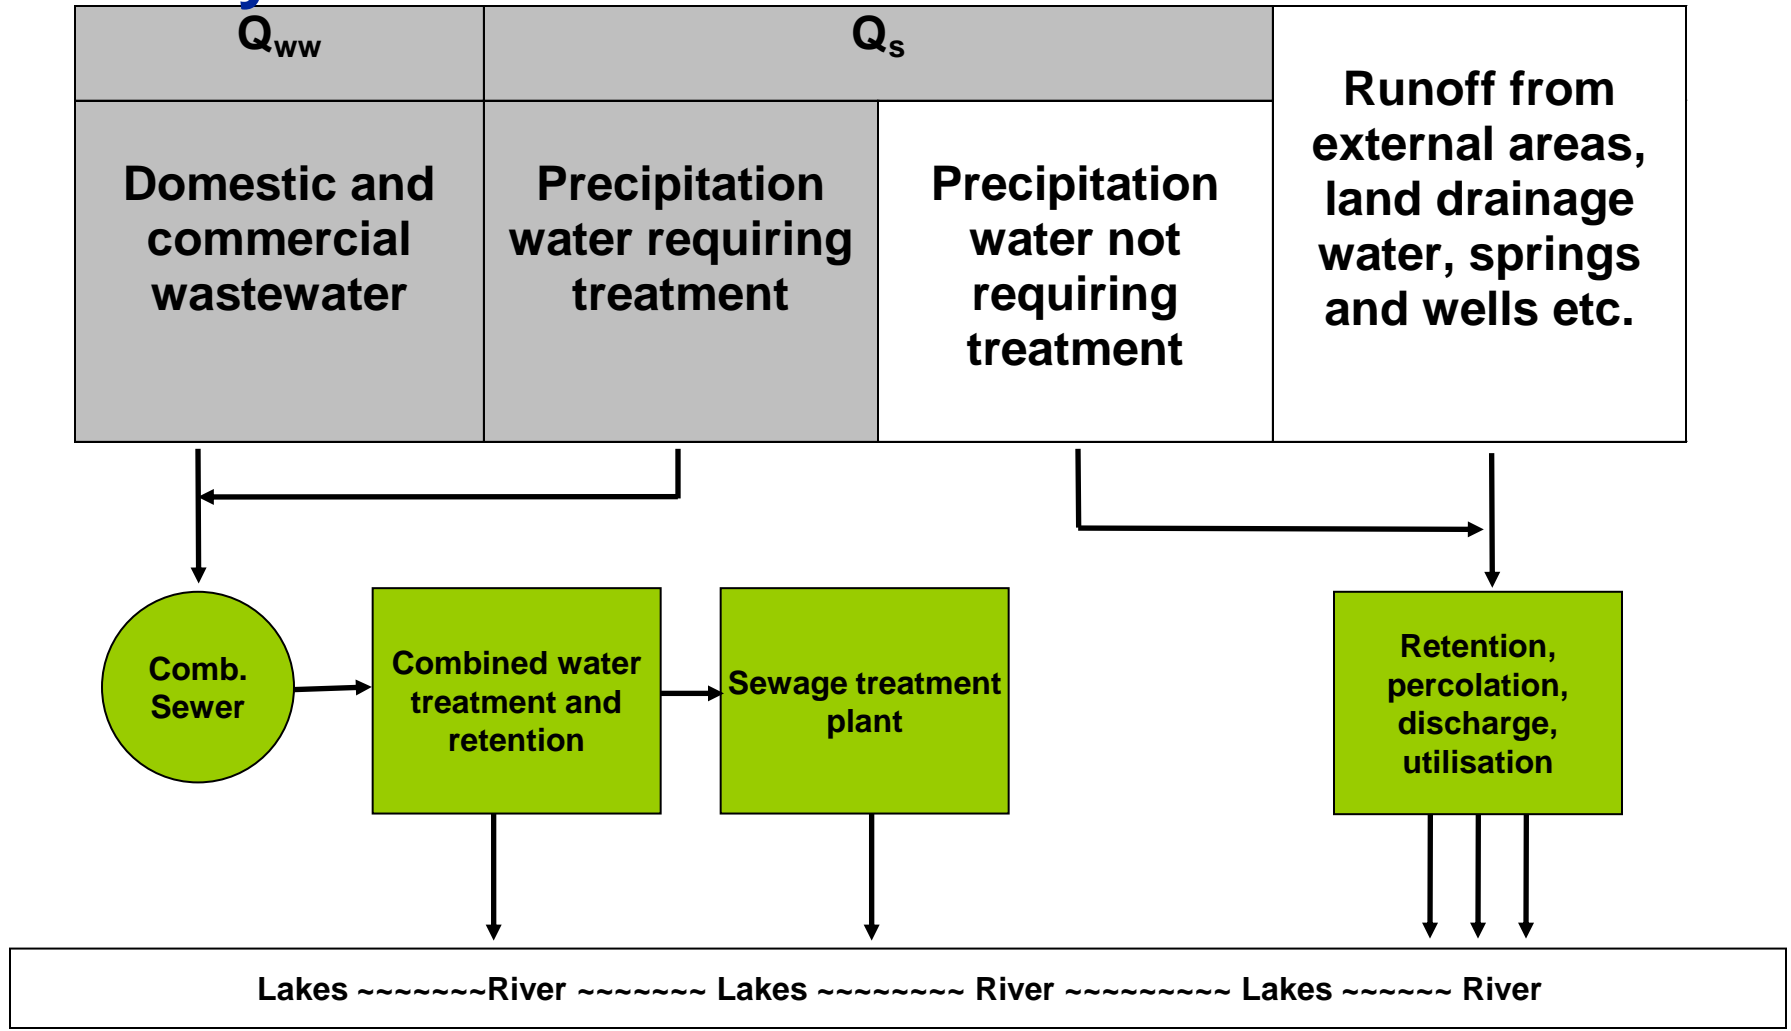 Q_ww
Q_s
Runoff from
external areas,
land drainage
water, springs
and wells etc.
Domestic and
commercial
wastewater
Precipitation
water requiring
treatment
Precipitation
water not
requiring
treatment
Comb.
Sewer
Combined water
treatment and
retention
Sewage treatment
plant
Retention,
percolation,
discharge,
utilisation
Lakes ~~~~~~~River ~~~~~~~ Lakes ~~~~~~~~ River ~~~~~~~~~ Lakes ~~~~~~ River